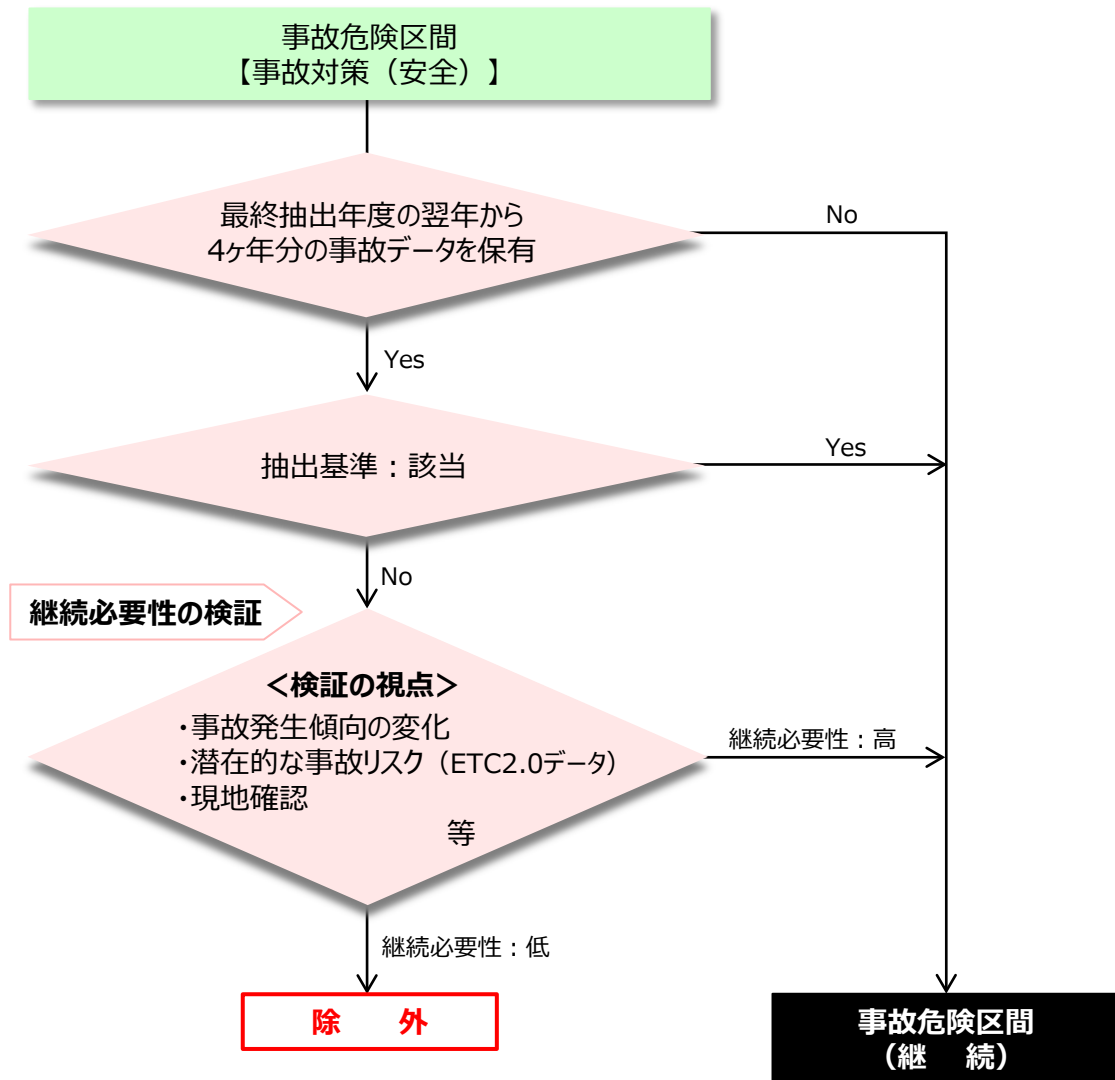 事故危険区間
【事故対策（安全）】
最終抽出年度の翌年から
4ヶ年分の事故データを保有
No
Yes
抽出基準：該当
Yes
No
継続必要性の検証
＜検証の視点＞
・事故発生傾向の変化
・潜在的な事故リスク（ETC2.0データ）
・現地確認
等
継続必要性：高
継続必要性：低
除　外
事故危険区間
（継　続）